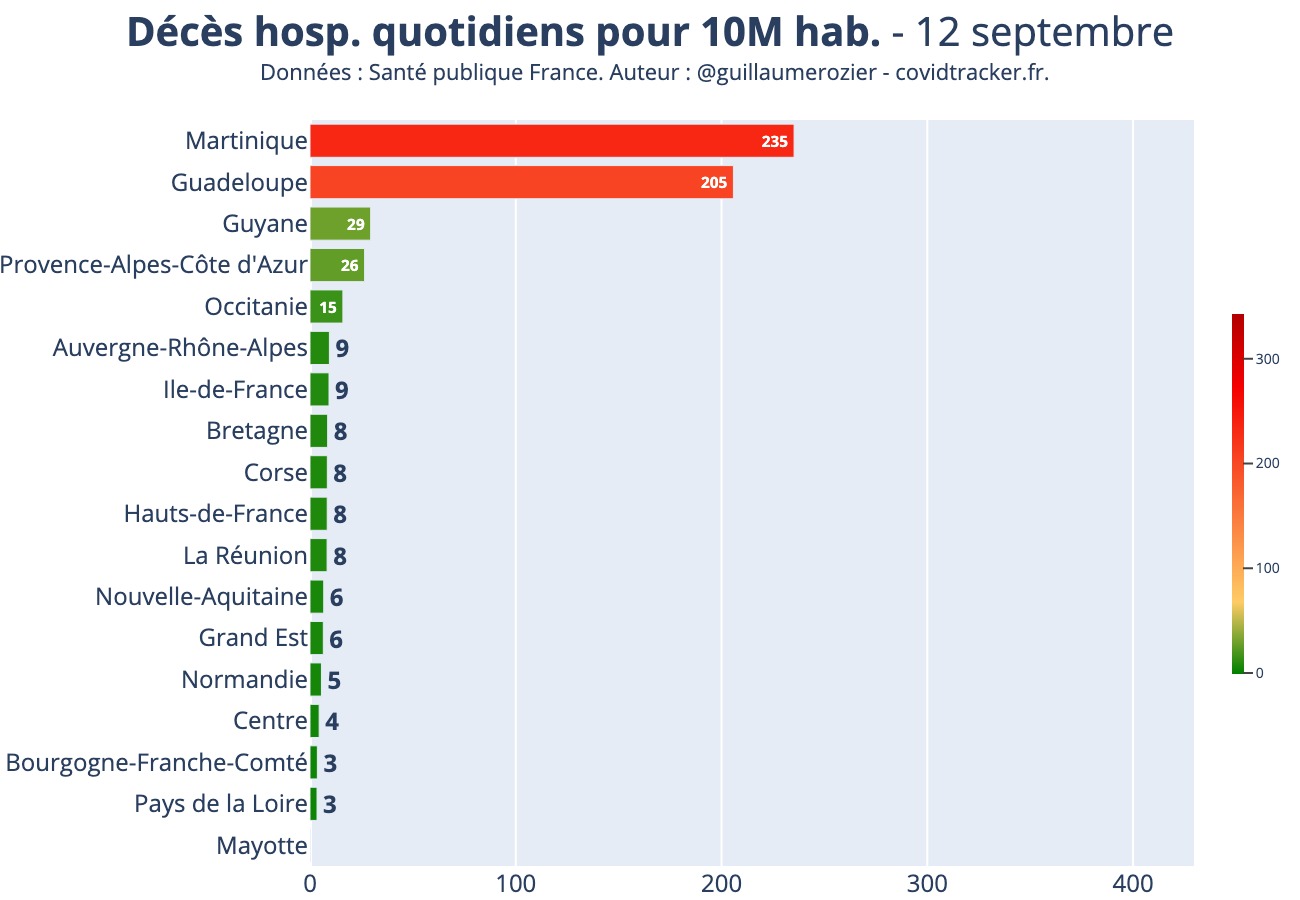 Décès hosp. quotidiens pour 10M hab. - 12 septembre
Données : Santé publique France. Auteur : @guillaumerozier - covidtracker.fr.
Martinique 235
Guadeloupe 205
Guyane 29
Provence-Alpes-Côte d'Azur 26
Occitanie 15
Auvergne-Rhône-Alpes 9
Ile-de-France 9
Bretagne 8
Corse 8
Hauts-de-France 8
La Réunion 8
Nouvelle-Aquitaine 6
Grand Est 6
Normandie 5
Centre 4
Bourgogne-Franche-Comté 3
Pays de la Loire 3
Mayotte
0 100 200 300 400
300
200
100
0